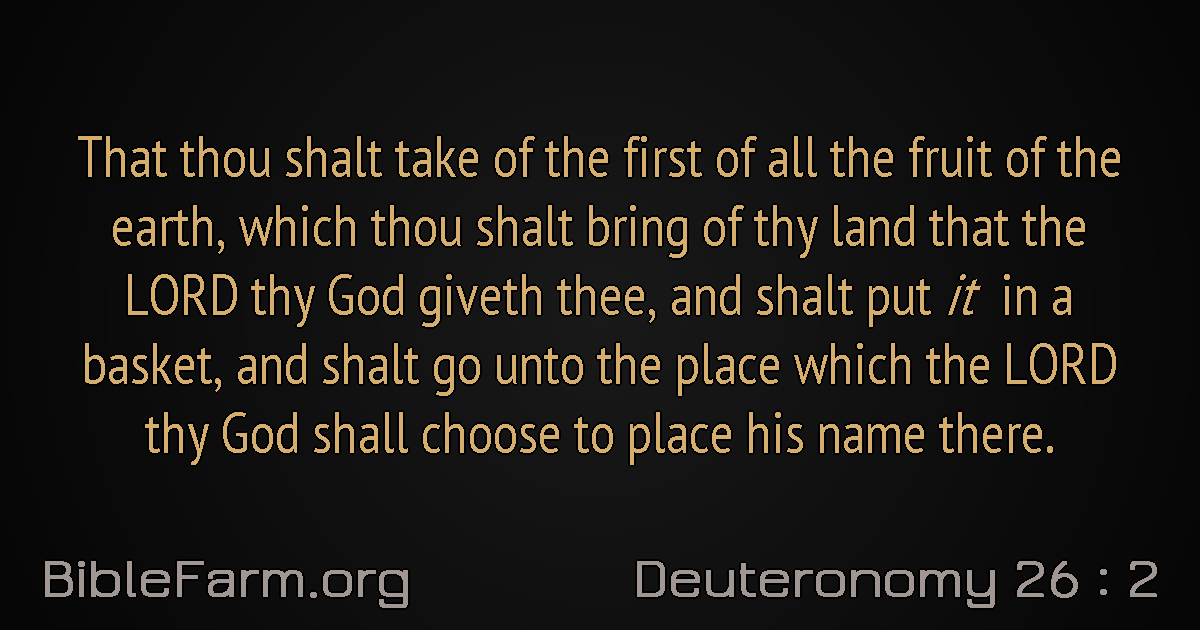 That thou shalt take of the first of all the fruit of the
earth, which thou shalt bring of thy land that the
LORD thy God giveth thee, and shalt put it in a
basket, and shalt go unto the place which the LORD
thy God shall choose to place his name there.
BibleFarm.org
Deuteronomy 26 : 2